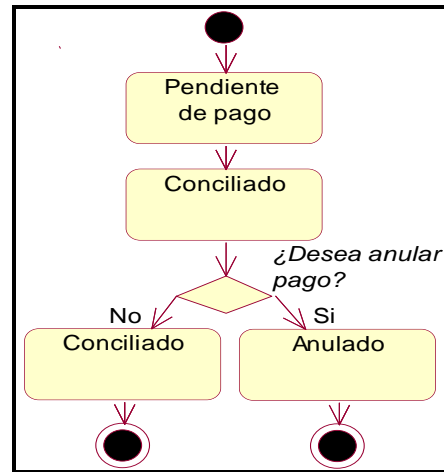 Pendiente
de pago
Conciliado
¿Desea anular
pago?
No
Si
Conciliado
Anulado